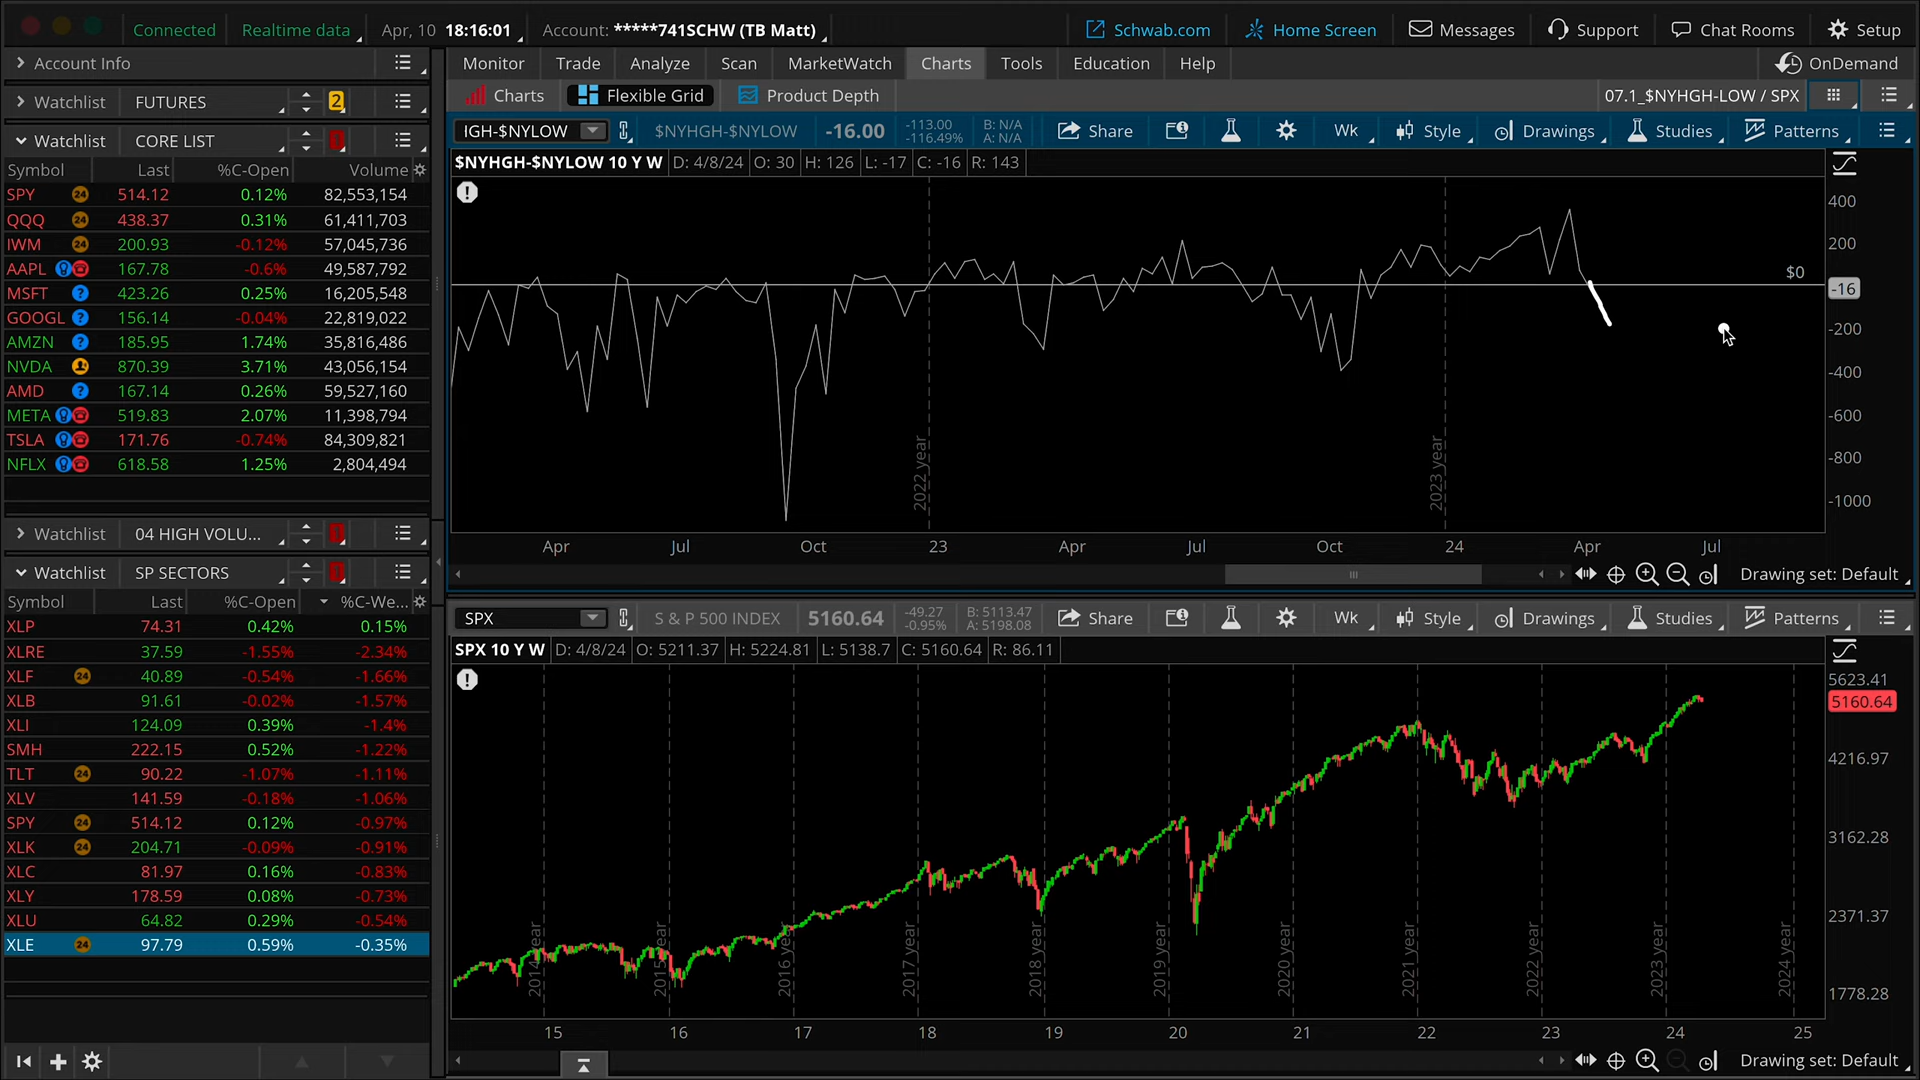 Connected Realtime data Apr, 10 18:16:01 Account: *****741SCHW (TB Matt) Schwab.com Home Screen Messages Support Chat Rooms Setup
Account Info
Monitor Trade Analyze Scan MarketWatch Charts Tools Education Help OnDemand
Watchlist FUTURES 2
Charts Flexible Grid Product Depth 07.1_$NYHGH-LOW / SPX
Watchlist CORE LIST
IGH-$NYLOW $NYHGH-$NYLOW -16.00 -113.00 -116.49% B: N/A A: N/A Share Wk Style Drawings Studies Patterns
Symbol Last %C-Open Volume
$NYHGH-$NYLOW 10 Y W D: 4/8/24 O: 30 H: 126 L: -17 C: -16 R: 143
SPY 24 514.12 0.12% 82,553,154
QQQ 24 438.37 0.31% 61,411,703
IWM 24 200.93 -0.12% 57,045,736
AAPL 167.78 -0.6% 49,587,792
MSFT ? 423.26 0.25% 16,205,548
GOOGL ? 156.14 -0.04% 22,819,022
AMZN ? 185.95 1.74% 35,816,486
NVDA 870.39 3.71% 43,056,154
AMD ? 167.14 0.26% 59,527,160
META 519.83 2.07% 11,398,794
TSLA 171.76 -0.74% 84,309,821
NFLX 618.58 1.25% 2,804,494
400
200
$0
-16
-200
-400
-600
-800
-1000
2022 year
2023 year
Apr Jul Oct 23 Apr Jul Oct 24 Apr Jul
Drawing set: Default
Watchlist 04 HIGH VOLU...
Watchlist SP SECTORS
Symbol Last %C-Open %C-We...
XLP 74.31 0.42% 0.15%
XLRE 37.59 -1.55% -2.34%
XLF 24 40.89 -0.54% -1.66%
XLB 91.61 -0.02% -1.57%
XLI 124.09 0.39% -1.4%
SMH 222.15 0.52% -1.22%
TLT 24 90.22 -1.07% -1.11%
XLV 141.59 -0.18% -1.06%
SPY 24 514.12 0.12% -0.97%
XLK 24 204.71 -0.09% -0.91%
XLC 81.97 0.16% -0.83%
XLY 178.59 0.08% -0.73%
XLU 64.82 0.29% -0.54%
XLE 24 97.79 0.59% -0.35%
SPX S & P 500 INDEX 5160.64 -49.27 -0.95% B: 5113.47 A: 5198.08 Share Wk Style Drawings Studies Patterns
SPX 10 Y W D: 4/8/24 O: 5211.37 H: 5224.81 L: 5138.7 C: 5160.64 R: 86.11
5623.41
5160.64
4216.97
3162.28
2371.37
1778.28
2014 year
2015 year
2016 year
2017 year
2018 year
2019 year
2020 year
2021 year
2022 year
2023 year
2024 year
15 16 17 18 19 20 21 22 23 24 25
Drawing set: Default